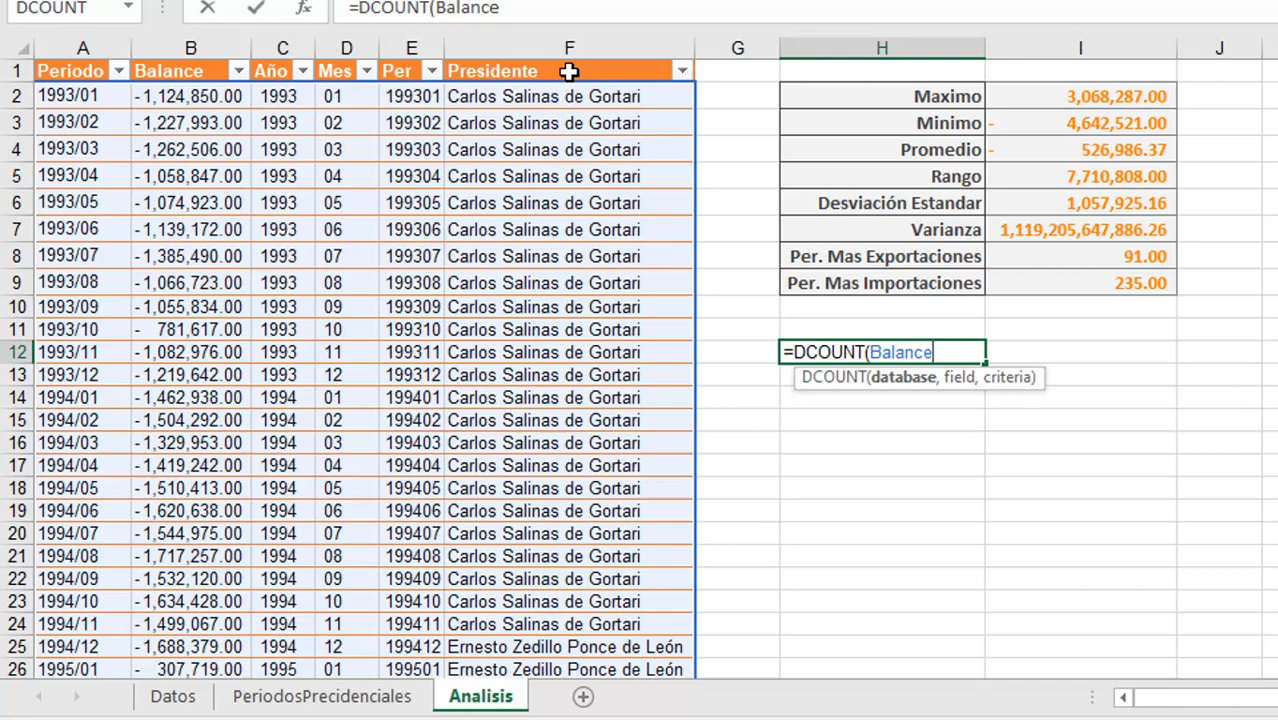 DCOUNT =DCOUNT(Balance
A B C D E F G H I J
1 Periodo Balance Año Mes Per Presidente
2 1993/01 -1,124,850.00 1993 01 199301 Carlos Salinas de Gortari Maximo 3,068,287.00
3 1993/02 -1,227,993.00 1993 02 199302 Carlos Salinas de Gortari Minimo - 4,642,521.00
4 1993/03 -1,262,506.00 1993 03 199303 Carlos Salinas de Gortari Promedio - 526,986.37
5 1993/04 -1,058,847.00 1993 04 199304 Carlos Salinas de Gortari Rango 7,710,808.00
6 1993/05 -1,074,923.00 1993 05 199305 Carlos Salinas de Gortari Desviación Estandar 1,057,925.16
7 1993/06 -1,139,172.00 1993 06 199306 Carlos Salinas de Gortari Varianza 1,119,205,647,886.26
8 1993/07 -1,385,490.00 1993 07 199307 Carlos Salinas de Gortari Per. Mas Exportaciones 91.00
9 1993/08 -1,066,723.00 1993 08 199308 Carlos Salinas de Gortari Per. Mas Importaciones 235.00
10 1993/09 -1,055,834.00 1993 09 199309 Carlos Salinas de Gortari
11 1993/10 - 781,617.00 1993 10 199310 Carlos Salinas de Gortari
12 1993/11 -1,082,976.00 1993 11 199311 Carlos Salinas de Gortari =DCOUNT(Balance
13 1993/12 -1,219,642.00 1993 12 199312 Carlos Salinas de Gortari DCOUNT(database, field, criteria)
14 1994/01 -1,462,938.00 1994 01 199401 Carlos Salinas de Gortari
15 1994/02 -1,504,292.00 1994 02 199402 Carlos Salinas de Gortari
16 1994/03 -1,329,953.00 1994 03 199403 Carlos Salinas de Gortari
17 1994/04 -1,419,242.00 1994 04 199404 Carlos Salinas de Gortari
18 1994/05 -1,510,413.00 1994 05 199405 Carlos Salinas de Gortari
19 1994/06 -1,620,638.00 1994 06 199406 Carlos Salinas de Gortari
20 1994/07 -1,544,975.00 1994 07 199407 Carlos Salinas de Gortari
21 1994/08 -1,717,257.00 1994 08 199408 Carlos Salinas de Gortari
22 1994/09 -1,532,120.00 1994 09 199409 Carlos Salinas de Gortari
23 1994/10 -1,634,428.00 1994 10 199410 Carlos Salinas de Gortari
24 1994/11 -1,499,067.00 1994 11 199411 Carlos Salinas de Gortari
25 1994/12 -1,688,379.00 1994 12 199412 Ernesto Zedillo Ponce de León
26 1995/01 - 307,719.00 1995 01 199501 Ernesto Zedillo Ponce de León
Datos PeriodosPrecidenciales Analisis